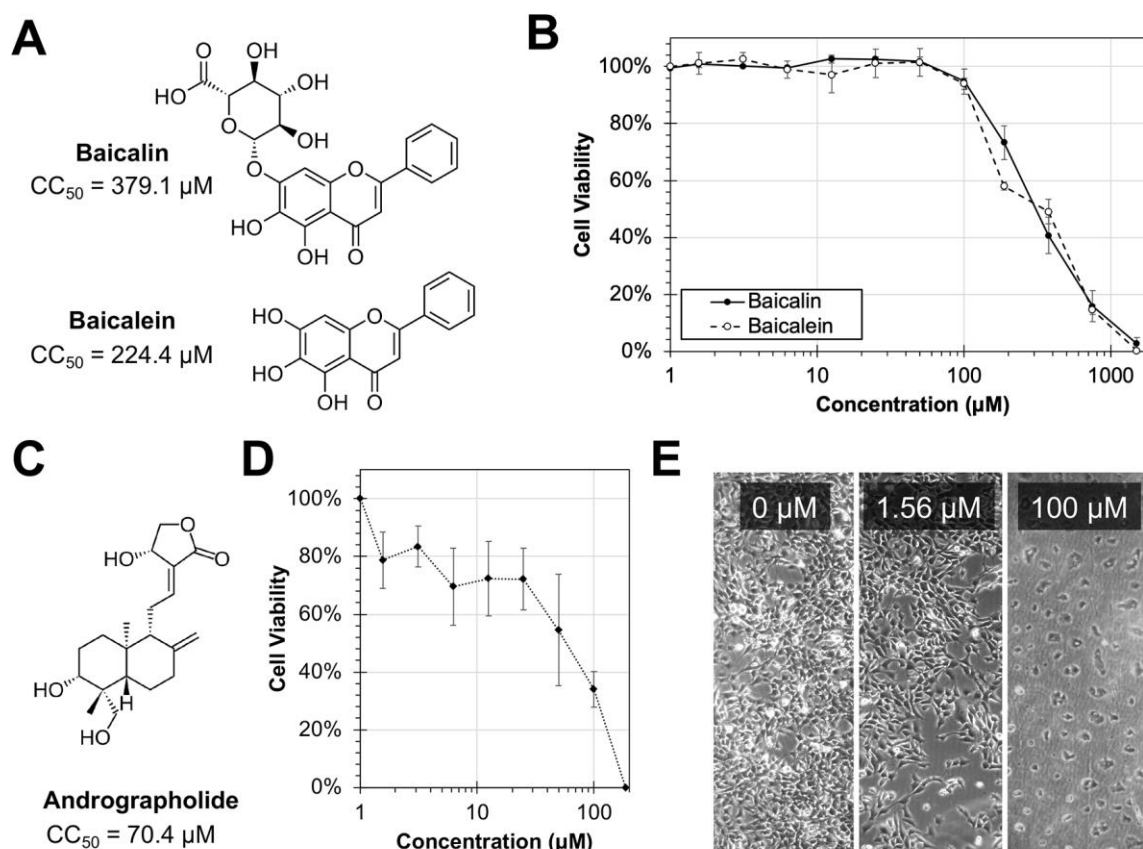 A
Baicalin
CC50 = 379.1 µM
O
OH
HO
OH
O
OH
O
O
HO
OH
O
Baicalein
CC50 = 224.4 µM
HO
O
HO
OH
O
B
Cell Viability
100%
80%
60%
40%
20%
0%
Baicalin
Baicalein
1
10
100
1000
Concentration (µM)
C
O
HO
O
HO
H
HO
Andrographolide
CC50 = 70.4 µM
D
Cell Viability
100%
80%
60%
40%
20%
0%
1
10
100
Concentration (µM)
E
0 µM
1.56 µM
100 µM